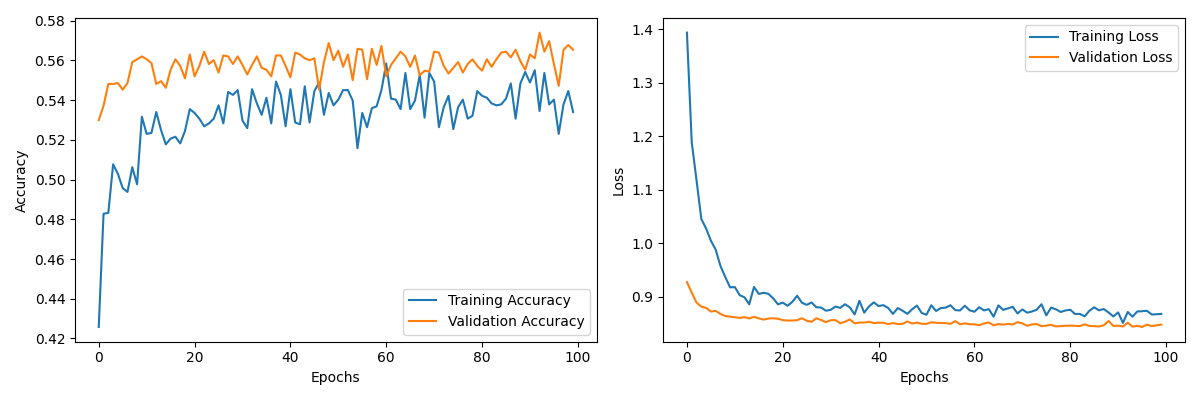 0.58
0.56
0.54
0.52
0.50
0.48
0.46
0.44
0.42
Accuracy
0 20 40 60 80 100
Epochs
Training Accuracy
Validation Accuracy
1.4
1.3
1.2
1.1
1.0
0.9
Loss
0 20 40 60 80 100
Epochs
Training Loss
Validation Loss